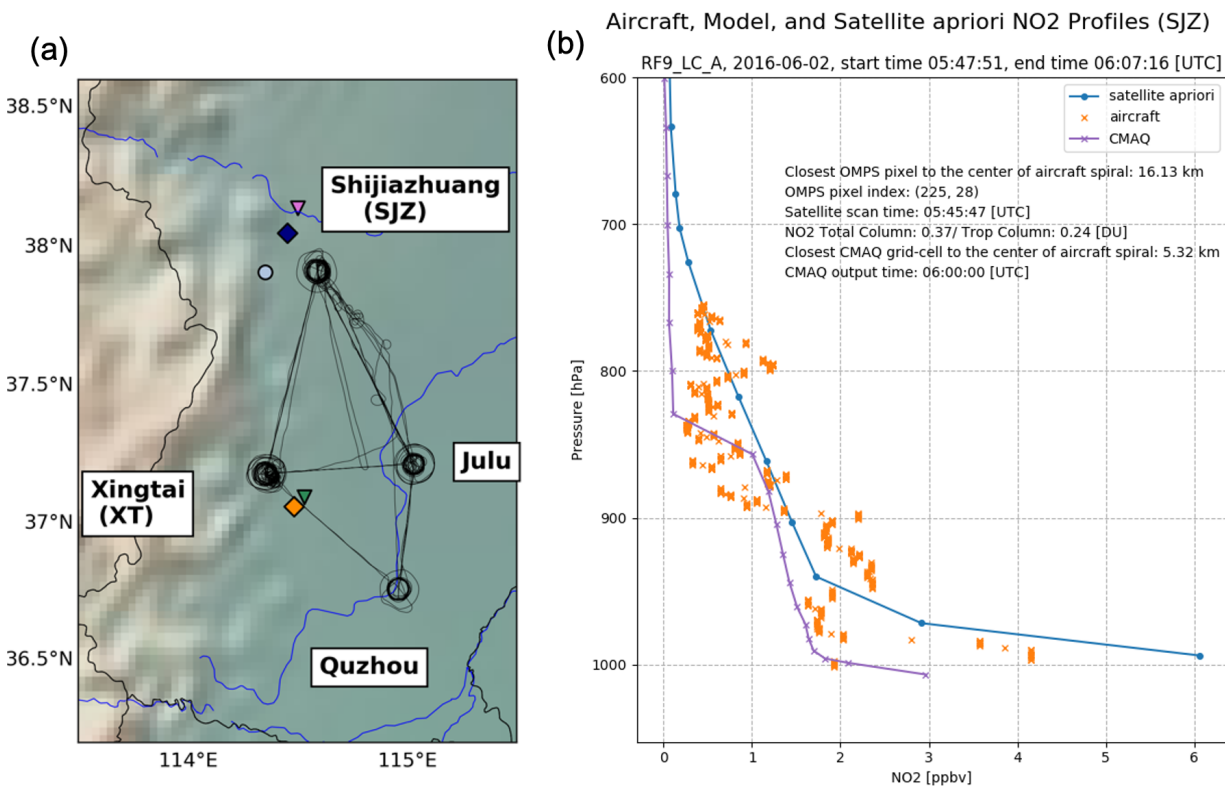 (a)
38.5°N
38°N
37.5°N
37°N
36.5°N
114°E
115°E
Shijiazhuang
(SJZ)
Julu
Xingtai
(XT)
Quzhou
(b)
Aircraft, Model, and Satellite apriori NO2 Profiles (SJZ)
RF9_LC_A, 2016-06-02, start time 05:47:51, end time 06:07:16 [UTC]
satellite apriori
aircraft
CMAQ
Closest OMPS pixel to the center of aircraft spiral: 16.13 km
OMPS pixel index: (225, 28)
Satellite scan time: 05:45:47 [UTC]
NO2 Total Column: 0.37/ Trop Column: 0.24 [DU]
Closest CMAQ grid-cell to the center of aircraft spiral: 5.32 km
CMAQ output time: 06:00:00 [UTC]
Pressure [hPa]
600
700
800
900
1000
0 1 2 3 4 5 6
NO2 [ppbv]